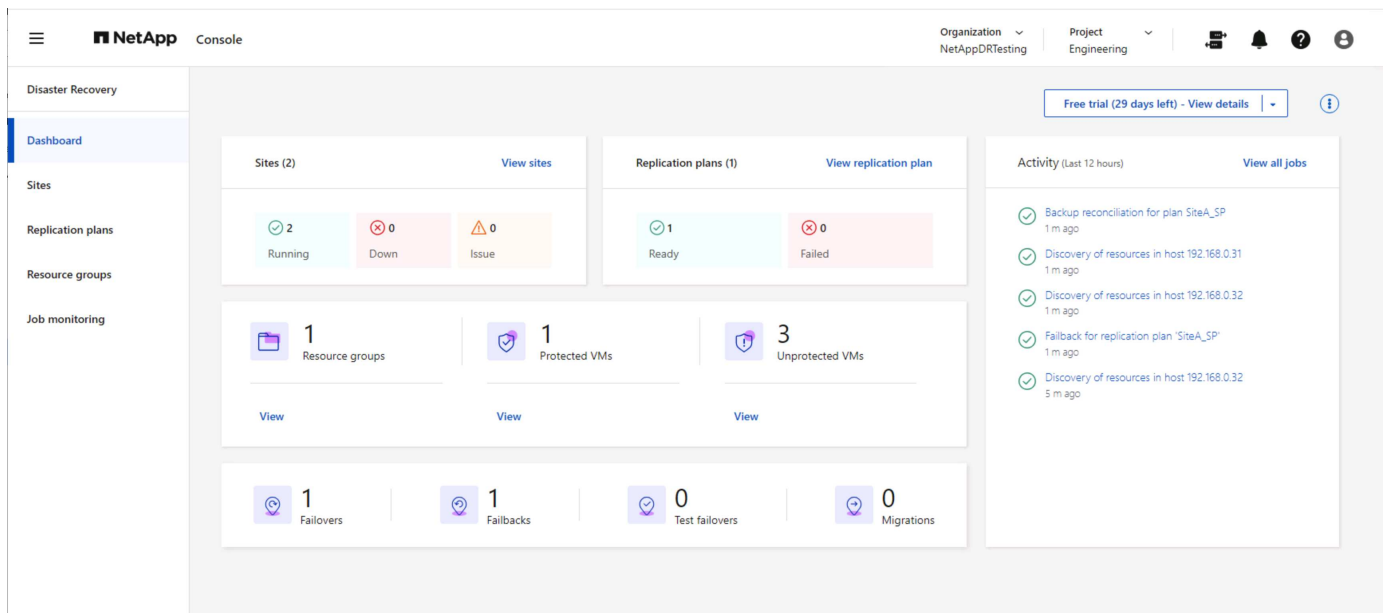 NetApp Console
Organization
NetAppDRTesting
Project
Engineering
Disaster Recovery
Dashboard
Sites
Replication plans
Resource groups
Job monitoring
Free trial (29 days left) - View details
Sites (2)
View sites
2
Running
0
Down
0
Issue
Replication plans (1)
View replication plan
1
Ready
0
Failed
1
Resource groups
View
1
Protected VMs
View
3
Unprotected VMs
View
1
Failovers
1
Failbacks
0
Test failovers
0
Migrations
Activity (Last 12 hours)
View all jobs
Backup reconciliation for plan SiteA_SP
1 m ago
Discovery of resources in host 192.168.0.31
1 m ago
Discovery of resources in host 192.168.0.32
1 m ago
Failback for replication plan 'SiteA_SP'
1 m ago
Discovery of resources in host 192.168.0.32
5 m ago